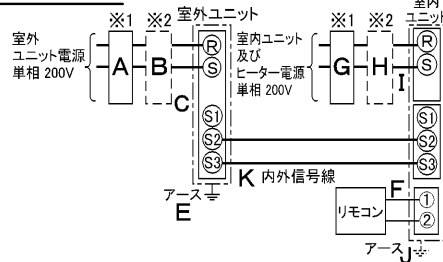 ※1 ※2 室外ユニット
室外
ユニット電源
単相 200V
A
B
C
R
S
S1
S2
S3
アース
E
※1 ※2 室内
ユニット
室内ユニット
及び
ヒーター電源
単相 200V
G
H
I
R
S
S1
S2
S3
K 内外信号線
F
リモコン
①
②
アース
J